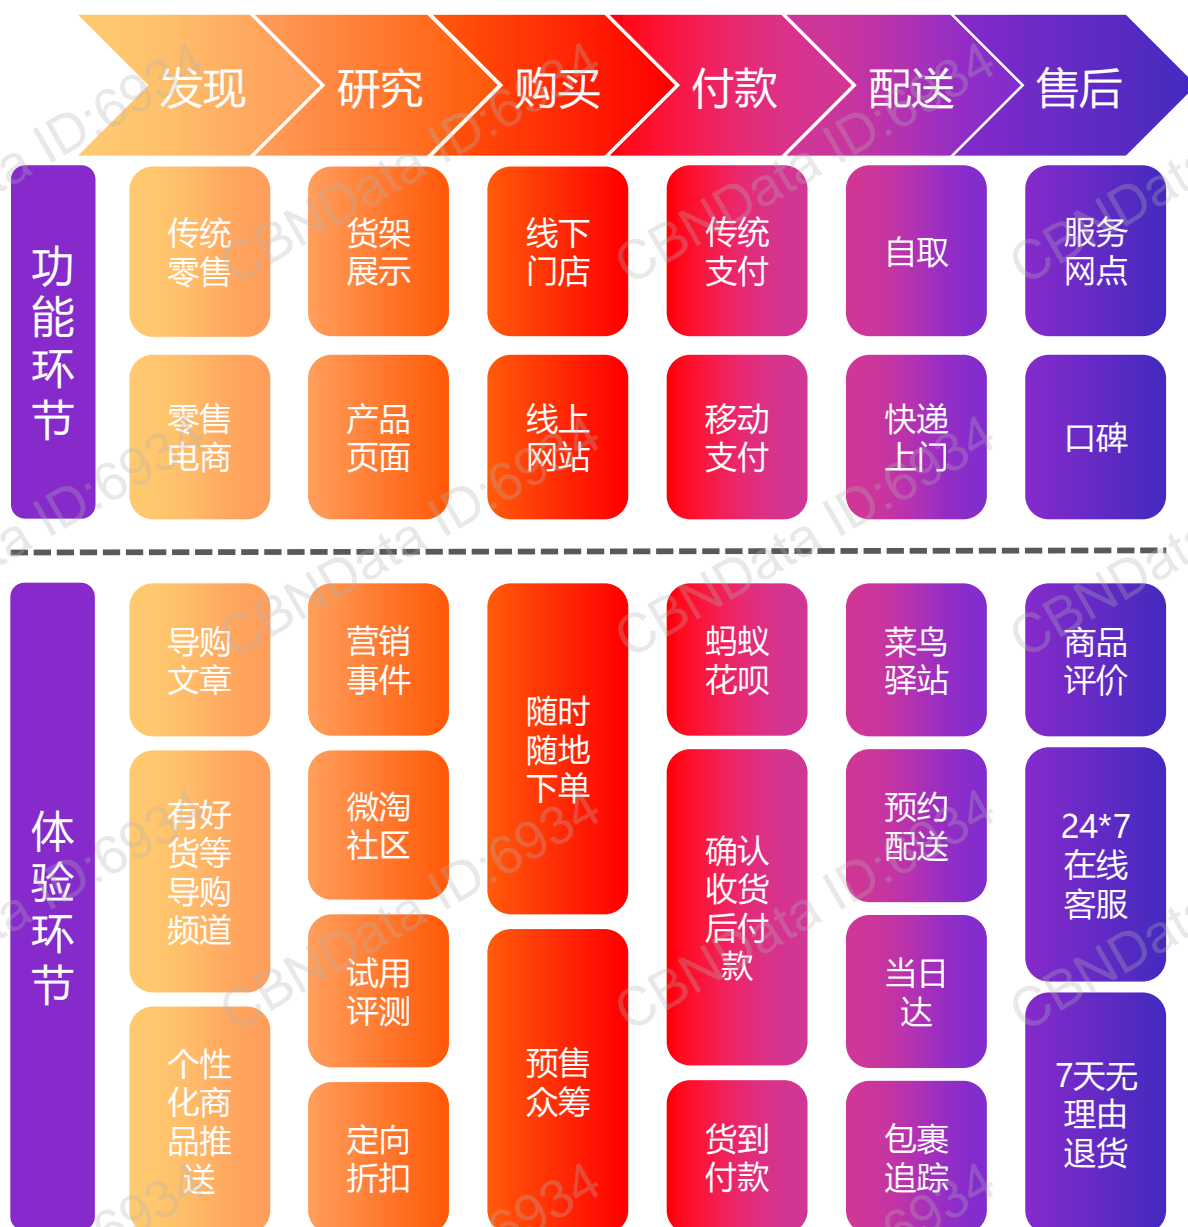 发现
研究
购买
付款
配送
售后
功
能
环
节
传统
零售
货架
展示
线下
门店
传统
支付
自取
服务
网点
零售
电商
产品
页面
线上
网站
移动
支付
快递
上门
口碑
体
验
环
节
导购
文章
有好
货等
导购
频道
个性
化商
品推
送
营销
事件
微淘
社区
试用
评测
定向
折扣
随时
随地
下单
预售
众筹
蚂蚁
花呗
确认
收货
后付
款
货到
付款
菜鸟
驿站
预约
配送
当日
达
包裹
追踪
商品
评价
24*7
在线
客服
7天无
理由
退货
CBNData ID:6934